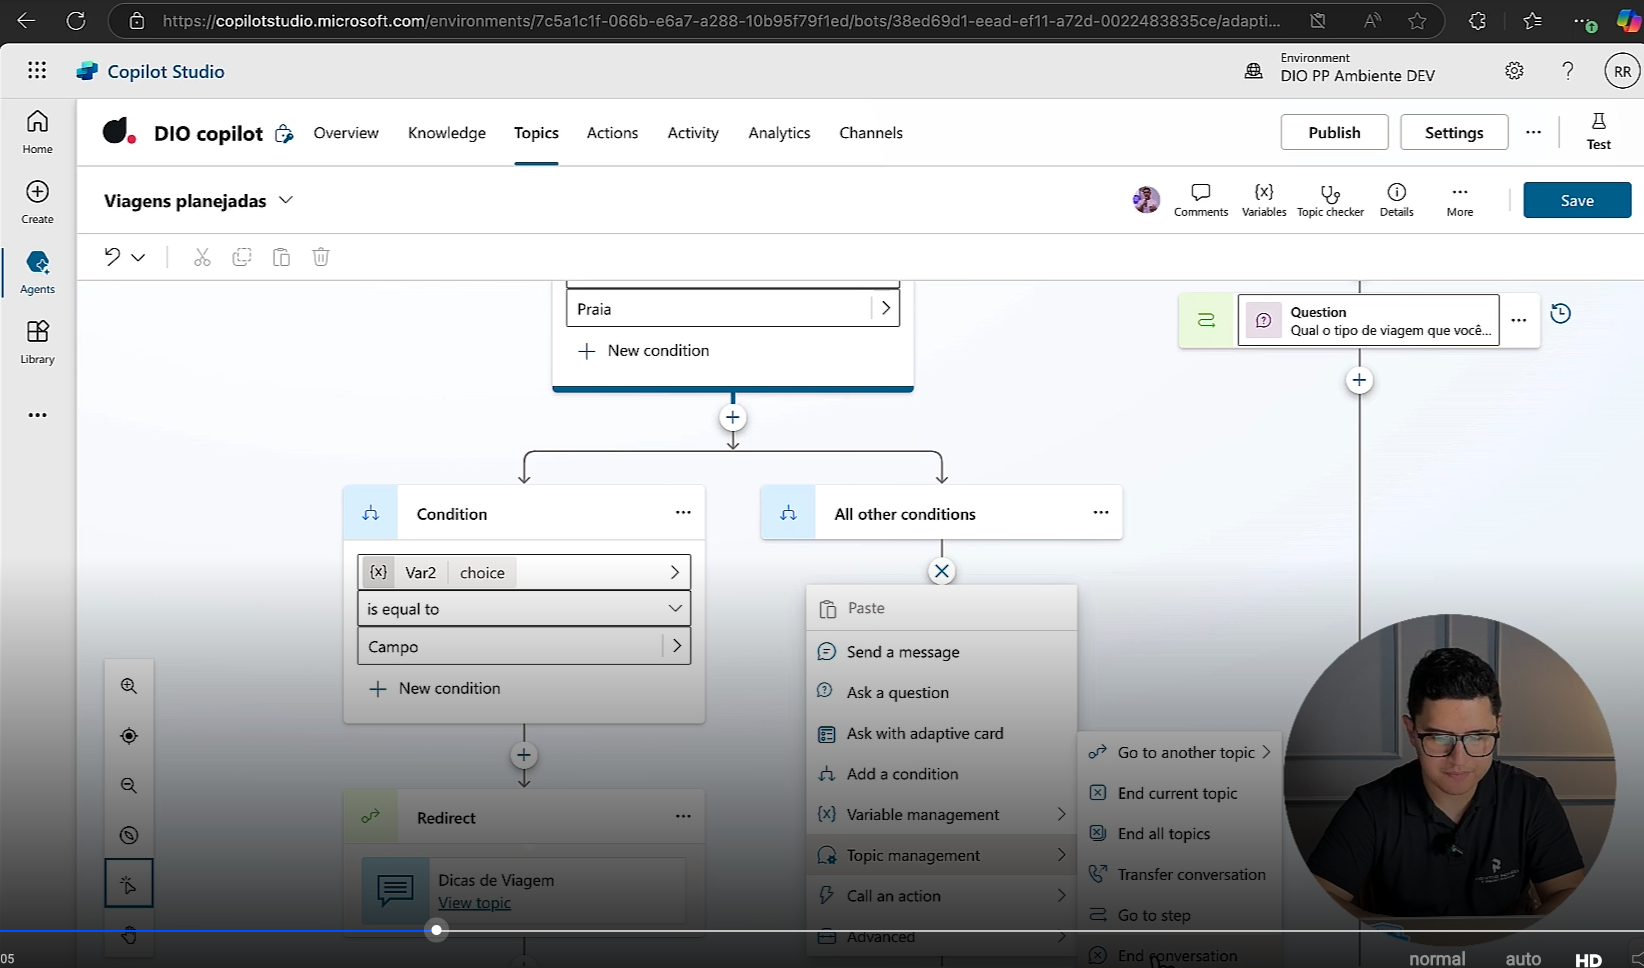 https://copilotstudio.microsoft.com/environments/7c5a1c1f-066b-e6a7-a288-10b95f79f1ed/bots/38ed69d1-eead-ef11-a72d-0022483835ce/adapti...
Copilot Studio
Environment
DIO PP Ambiente DEV
RR
Home
Create
Agents
Library
DIO copilot
Overview
Knowledge
Topics
Actions
Activity
Analytics
Channels
Publish
Settings
Test
Viagens planejadas
Comments
Variables
Topic checker
Details
More
Save
Praia
New condition
Question
Qual o tipo de viagem que você...
Condition
All other conditions
{x} Var2 choice
is equal to
Campo
New condition
Redirect
Dicas de Viagem
View topic
Paste
Send a message
Ask a question
Ask with adaptive card
Add a condition
Variable management
Topic management
Call an action
Advanced
Go to another topic
End current topic
End all topics
Transfer conversation
Go to step
End conversation
05
normal
auto
HD